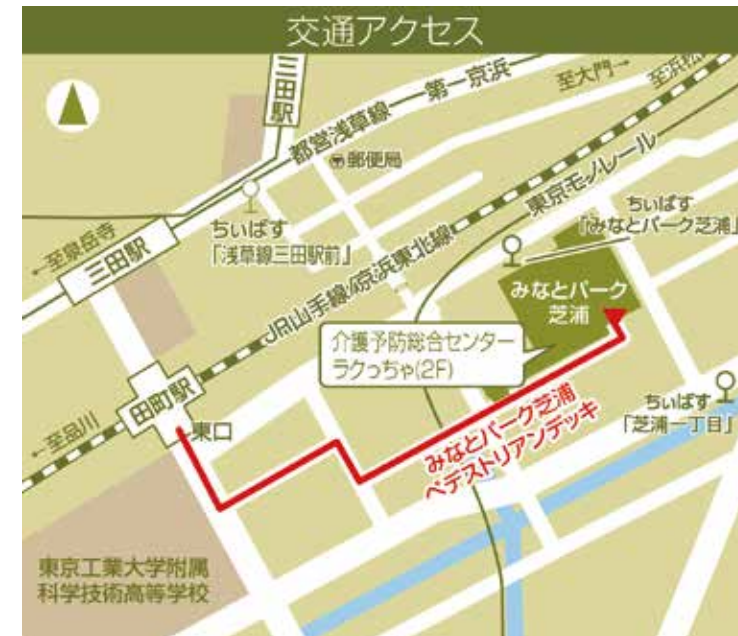 交通アクセス
三田駅
都営浅草線
第一京浜
至大門→
至浜松
〒郵便局
東京モノレール
ちぃばす
「浅草線三田駅前」
ちぃばす
「みなとパーク芝浦」
←至泉岳寺
三田駅
JR山手線/京浜東北線
みなとパーク
芝浦
介護予防総合センター
ラクっちゃ(2F)
田町駅
東口
←至品川
みなとパーク芝浦
ペデストリアンデッキ
ちぃばす
「芝浦一丁目」
東京工業大学附属
科学技術高等学校